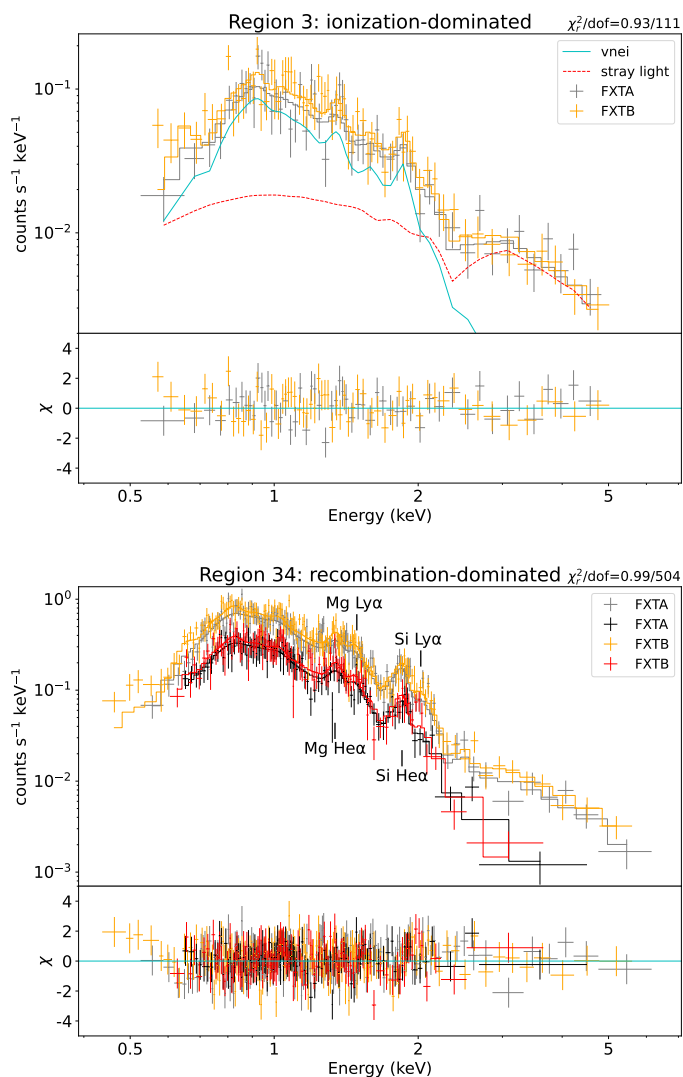 Region 3: ionization-dominated
χ²ᵣ/dof=0.93/111
vnei
stray light
FXTA
FXTB
10⁻¹
10⁻²
counts s⁻¹ keV⁻¹
4
2
0
−2
−4
χ
0.5
1
2
5
Energy (keV)
Region 34: recombination-dominated
χ²ᵣ/dof=0.99/504
FXTA
FXTA
FXTB
FXTB
Mg Lyα
Si Lyα
Mg Heα
Si Heα
10⁰
10⁻¹
10⁻²
10⁻³
counts s⁻¹ keV⁻¹
4
2
0
−2
−4
χ
0.5
1
2
5
Energy (keV)